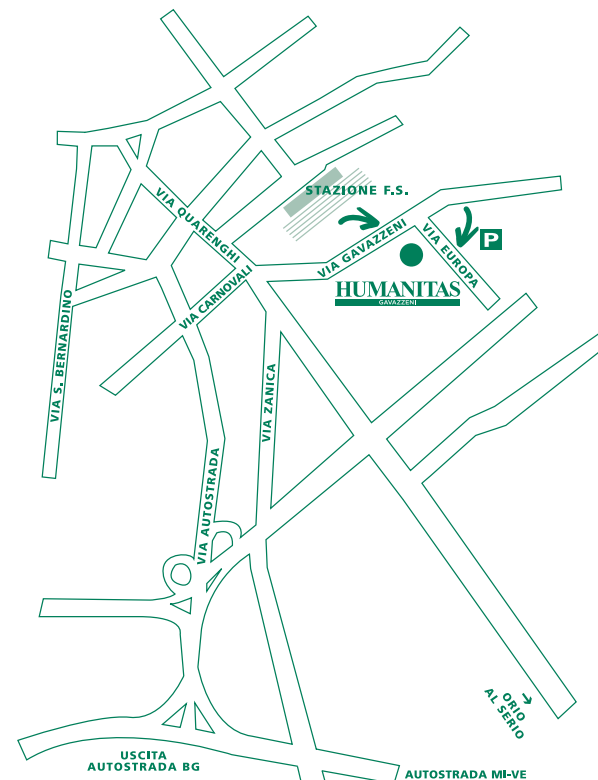 STAZIONE F.S.
VIA QUARENGHI
VIA GAVAZZENI
VIA EUROPA
P
VIA CARNOVALI
HUMANITAS
GAVAZZENI
VIA S. BERNARDINO
VIA ZANICA
VIA AUTOSTRADA
ORIO
AL SERIO
USCITA
AUTOSTRADA BG
AUTOSTRADA MI-VE